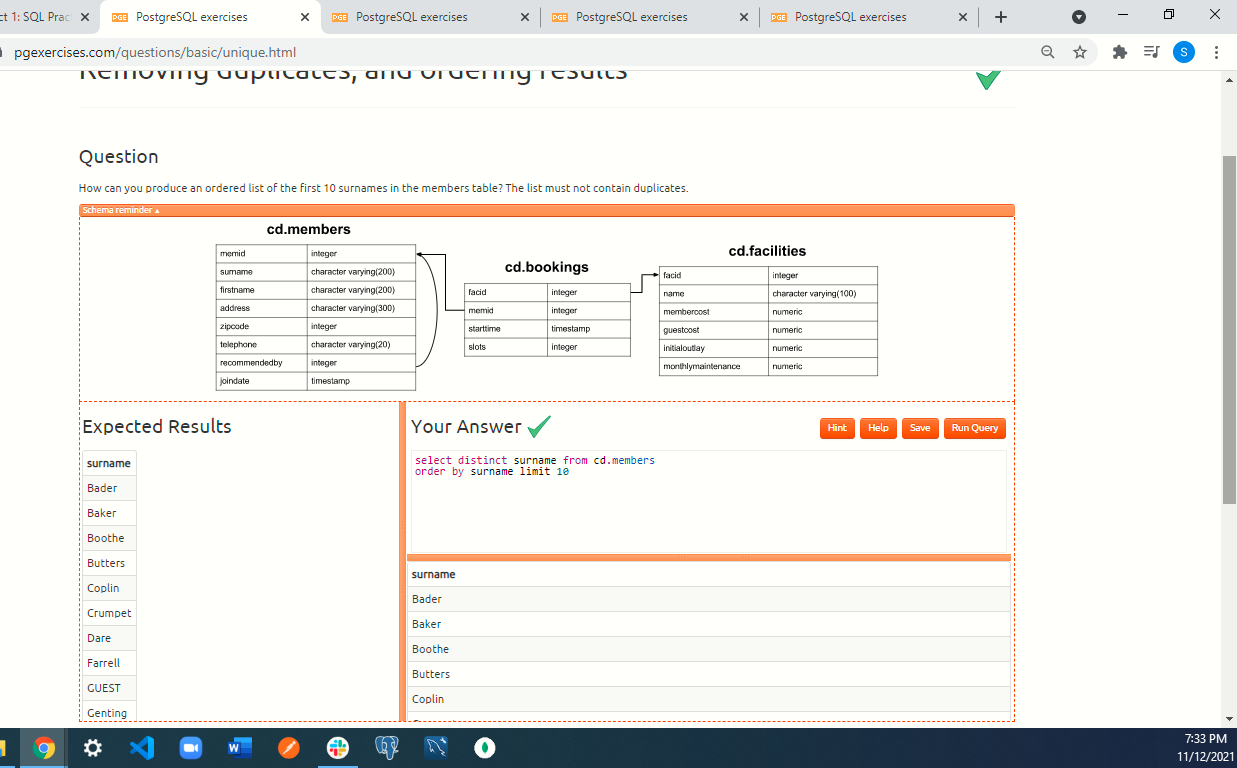 ct 1: SQL Prac
PostgreSQL exercises
PostgreSQL exercises
PostgreSQL exercises
PostgreSQL exercises
pgexercises.com/questions/basic/unique.html
S
Removing duplicates, and ordering results
Question
How can you produce an ordered list of the first 10 surnames in the members table? The list must not contain duplicates.
Schema reminder
cd.members
memid integer
surname character varying(200)
firstname character varying(200)
address character varying(300)
zipcode integer
telephone character varying(20)
recommendedby integer
joindate timestamp
cd.bookings
facid integer
memid integer
starttime timestamp
slots integer
cd.facilities
facid integer
name character varying(100)
membercost numeric
guestcost numeric
initialoutlay numeric
monthlymaintenance numeric
Expected Results
surname
Bader
Baker
Boothe
Butters
Coplin
Crumpet
Dare
Farrell
GUEST
Genting
Your Answer
Hint Help Save Run Query
select distinct surname from cd.members
order by surname limit 10
surname
Bader
Baker
Boothe
Butters
Coplin
7:33 PM
11/12/2021